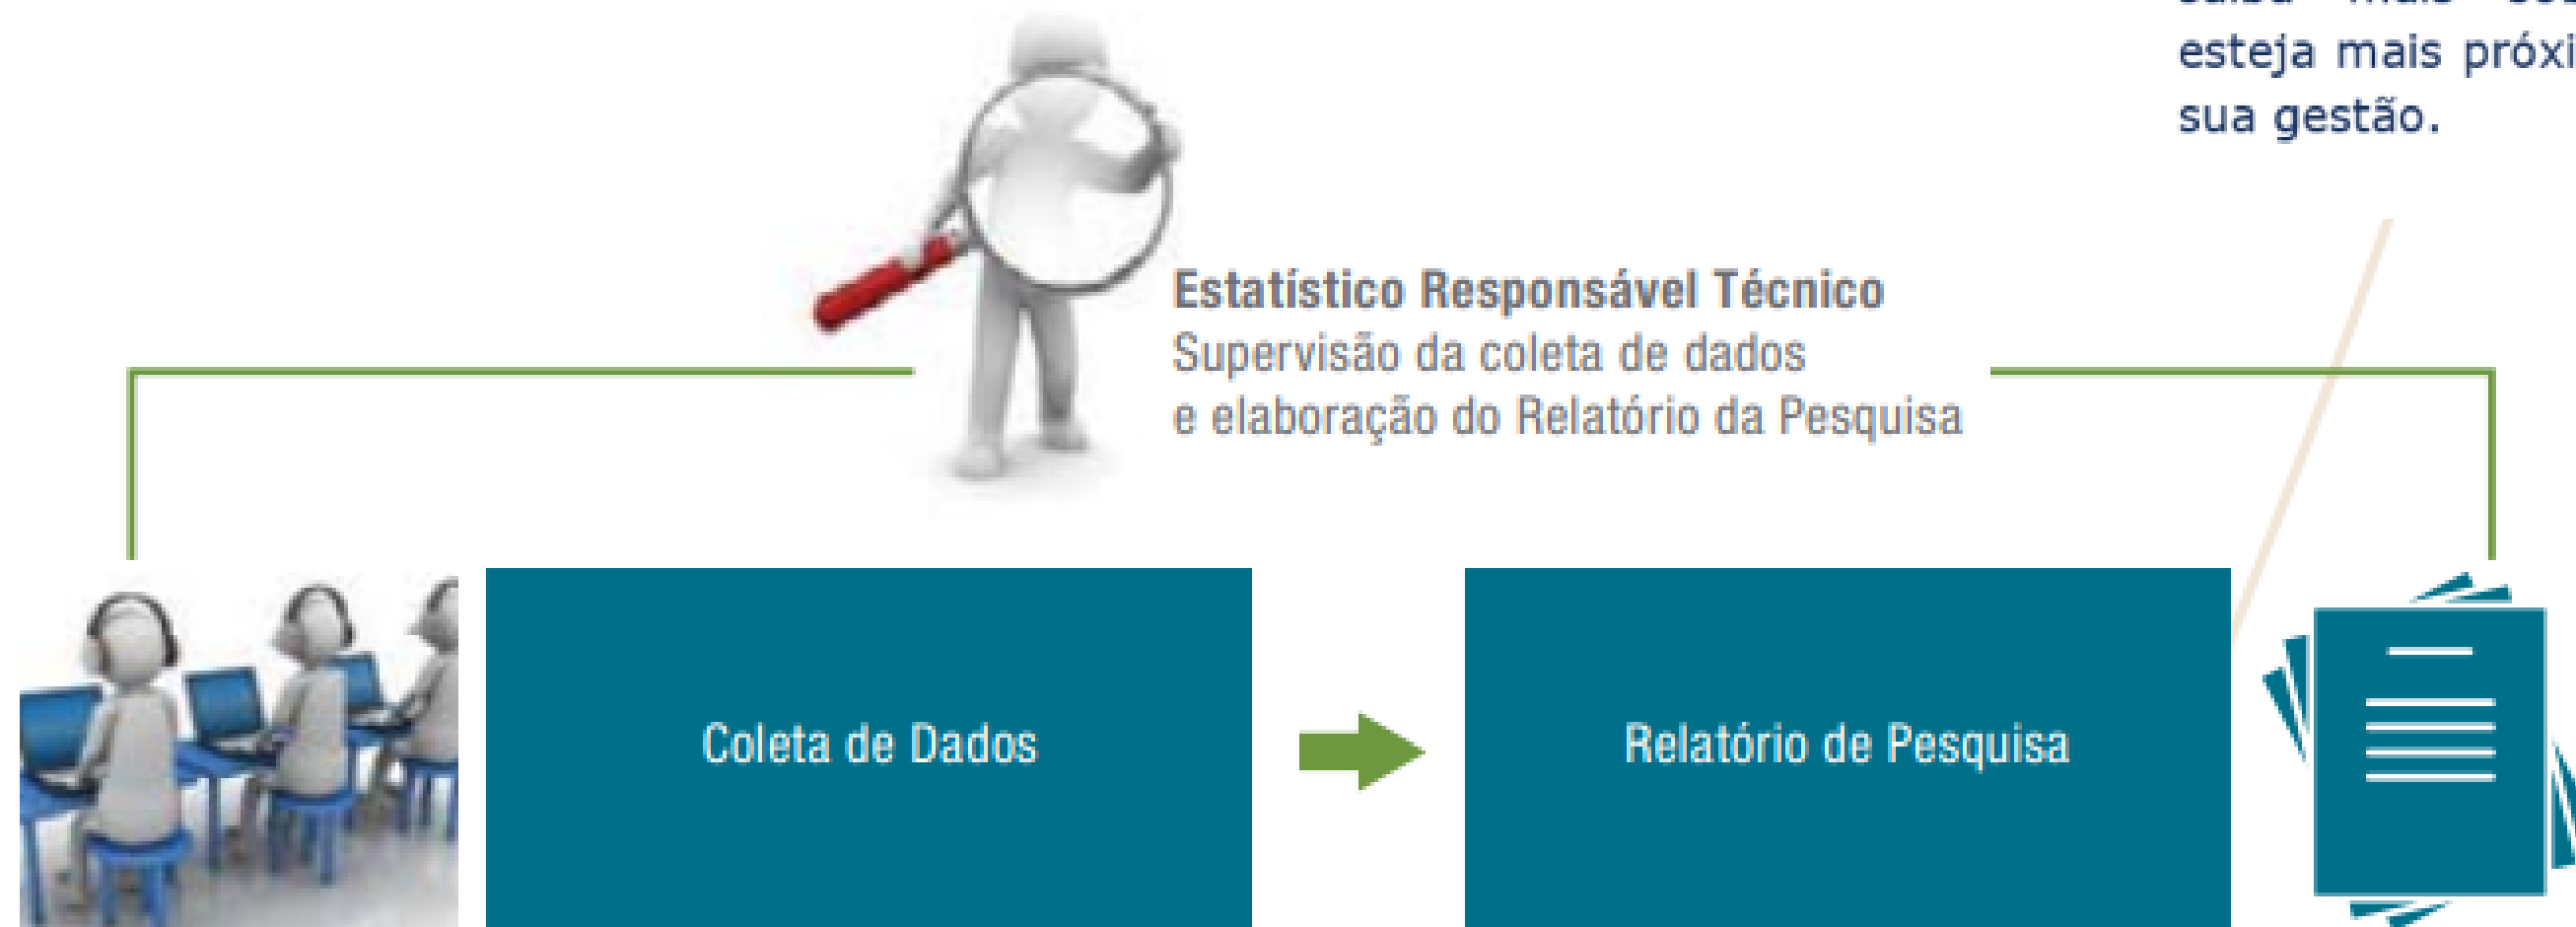 mais
esteja mais
sua gestão.
Estatístico Responsável Técnico
Supervisão da coleta de dados
e elaboração do Relatório da Pesquisa
Coleta de Dados
Relatório de Pesquisa